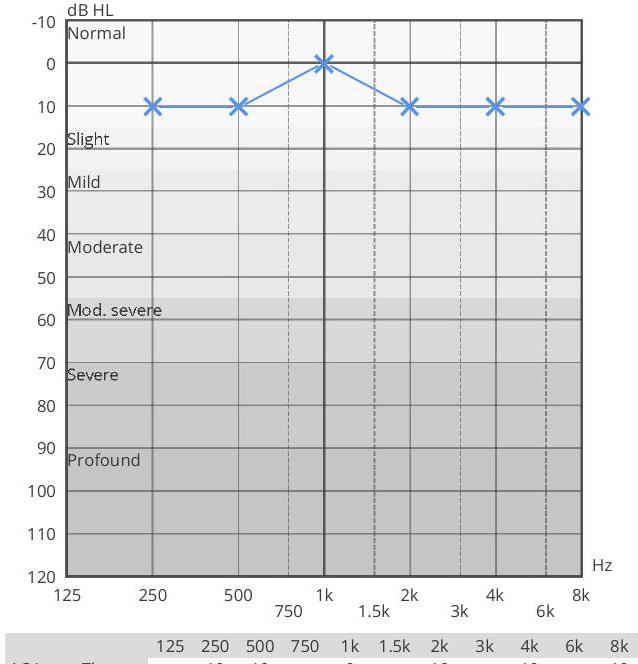 dB HL
-10
Normal
0
10
Slight
20
Mild
30
40
Moderate
50
Mod. severe
60
70
Severe
80
90
Profound
100
110
Hz
120
125 250 500 1k 2k 4k 8k
750 1.5k 3k 6k
125 250 500 750 1k 1.5k 2k 3k 4k 6k 8k